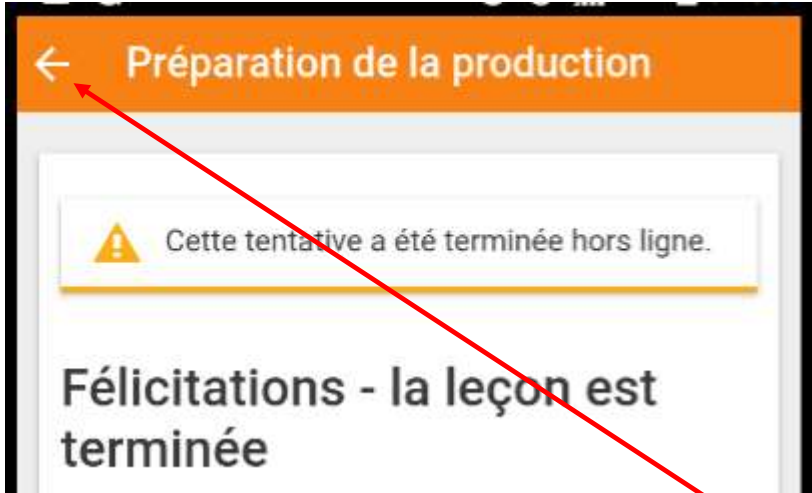 Préparation de la production
Cette tentative a été terminée hors ligne.
Félicitations - la leçon est
terminée